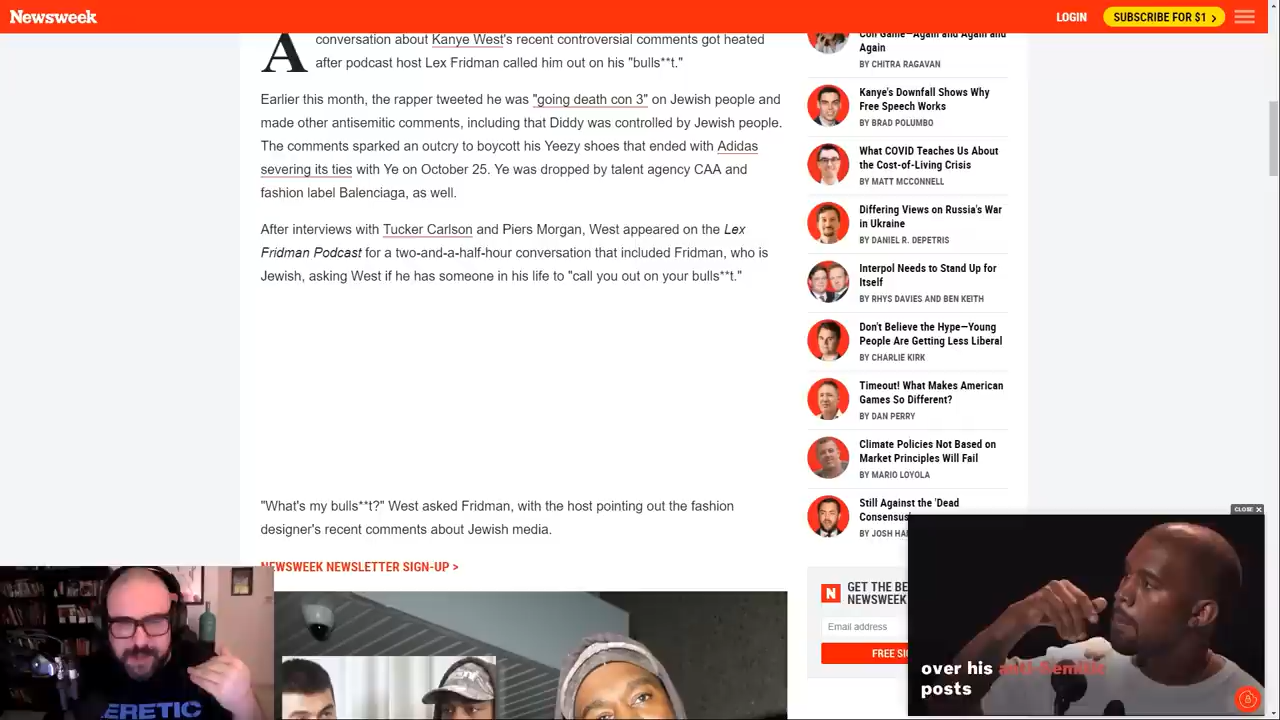 Newsweek
LOGIN
SUBSCRIBE FOR $1 >
A conversation about Kanye West's recent controversial comments got heated
after podcast host Lex Fridman called him out on his "bulls**t."
Earlier this month, the rapper tweeted he was "going death con 3" on Jewish people and
made other antisemitic comments, including that Diddy was controlled by Jewish people.
The comments sparked an outcry to boycott his Yeezy shoes that ended with Adidas
severing its ties with Ye on October 25. Ye was dropped by talent agency CAA and
fashion label Balenciaga, as well.
After interviews with Tucker Carlson and Piers Morgan, West appeared on the Lex
Fridman Podcast for a two-and-a-half-hour conversation that included Fridman, who is
Jewish, asking West if he has someone in his life to "call you out on your bulls**t."
"What's my bulls**t?" West asked Fridman, with the host pointing out the fashion
designer's recent comments about Jewish media.
NEWSWEEK NEWSLETTER SIGN-UP >
Con Game—Again and Again and
Again
BY CHITRA RAGAVAN
Kanye's Downfall Shows Why
Free Speech Works
BY BRAD POLUMBO
What COVID Teaches Us About
the Cost-of-Living Crisis
BY MATT MCCONNELL
Differing Views on Russia's War
in Ukraine
BY DANIEL R. DEPETRIS
Interpol Needs to Stand Up for
Itself
BY RHYS DAVIES AND BEN KEITH
Don't Believe the Hype—Young
People Are Getting Less Liberal
BY CHARLIE KIRK
Timeout! What Makes American
Games So Different?
BY DAN PERRY
Climate Policies Not Based on
Market Principles Will Fail
BY MARIO LOYOLA
Still Against the 'Dead
Consensus
BY JOSH HA
CLOSE X
N GET THE BE
NEWSWEEK
Email address
FREE SI
over his anti-Semitic
posts
ERETIC